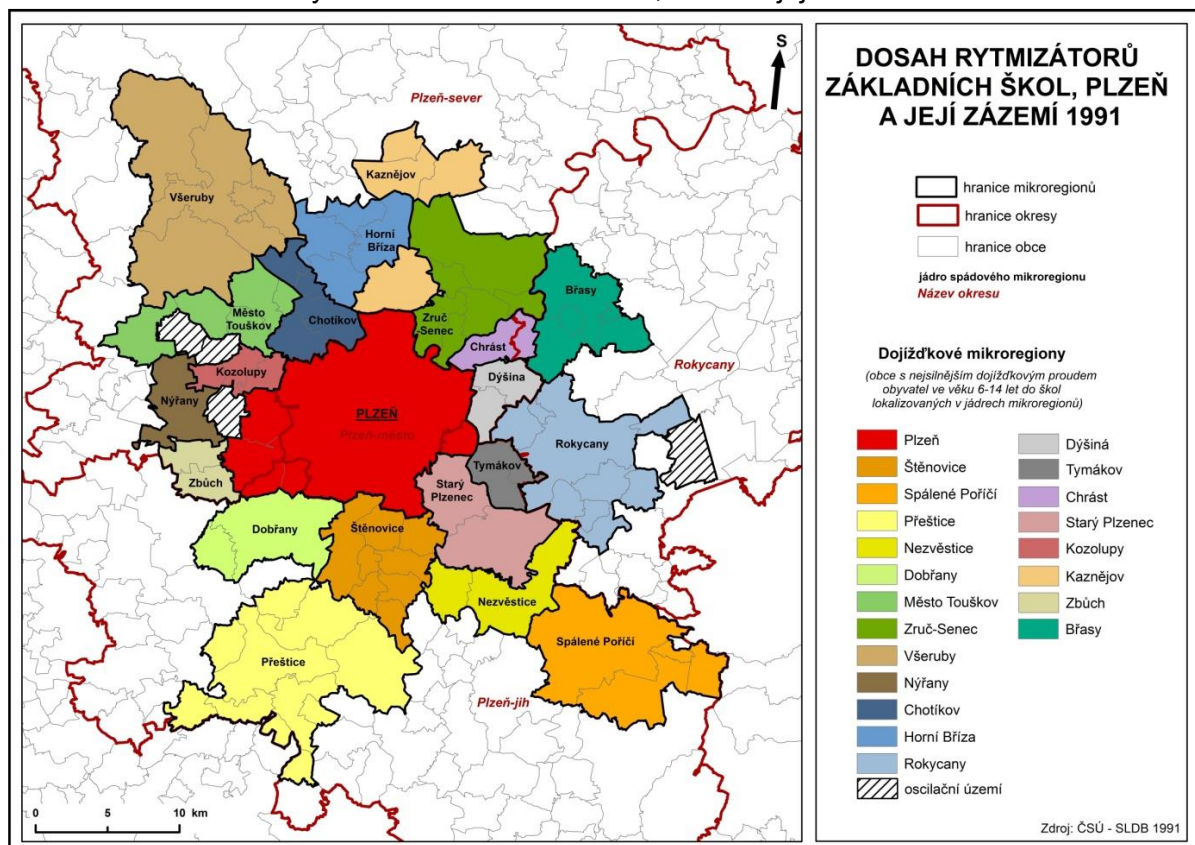 S
Plzeň-sever
Kaznějov
Všeruby
Horní
Bříza
Břasy
Město
Touškov
Chotíkov
Zruč
-Senec
Chrást
Rokycany
Kozolupy
Dýšina
Nýřany
PLZEŇ
Plzeň-město
Rokycany
Tymákov
Zbůch
Starý
Plzenec
Dobřany
Štěnovice
Nezvěstice
Spálené Poříčí
Přeštice
Plzeň-jih
0 5 10 km
DOSAH RYTMIZÁTORŮ
ZÁKLADNÍCH ŠKOL, PLZEŇ
A JEJÍ ZÁZEMÍ 1991
hranice mikroregionů
hranice okresy
hranice obce
jádro spádového mikroregionu
Název okresu
Dojížďkové mikroregiony
(obce s nejsilnějším dojížďkovým proudem
obyvatel ve věku 6-14 let do škol
lokalizovaných v jádrech mikroregionů)
Plzeň
Štěnovice
Spálené Poříčí
Přeštice
Nezvěstice
Dobřany
Město Touškov
Zruč-Senec
Všeruby
Nýřany
Chotíkov
Horní Bříza
Rokycany
oscilační území
Dýšiná
Tymákov
Chrást
Starý Plzenec
Kozolupy
Kaznějov
Zbůch
Břasy
Zdroj: ČSÚ - SLDB 1991